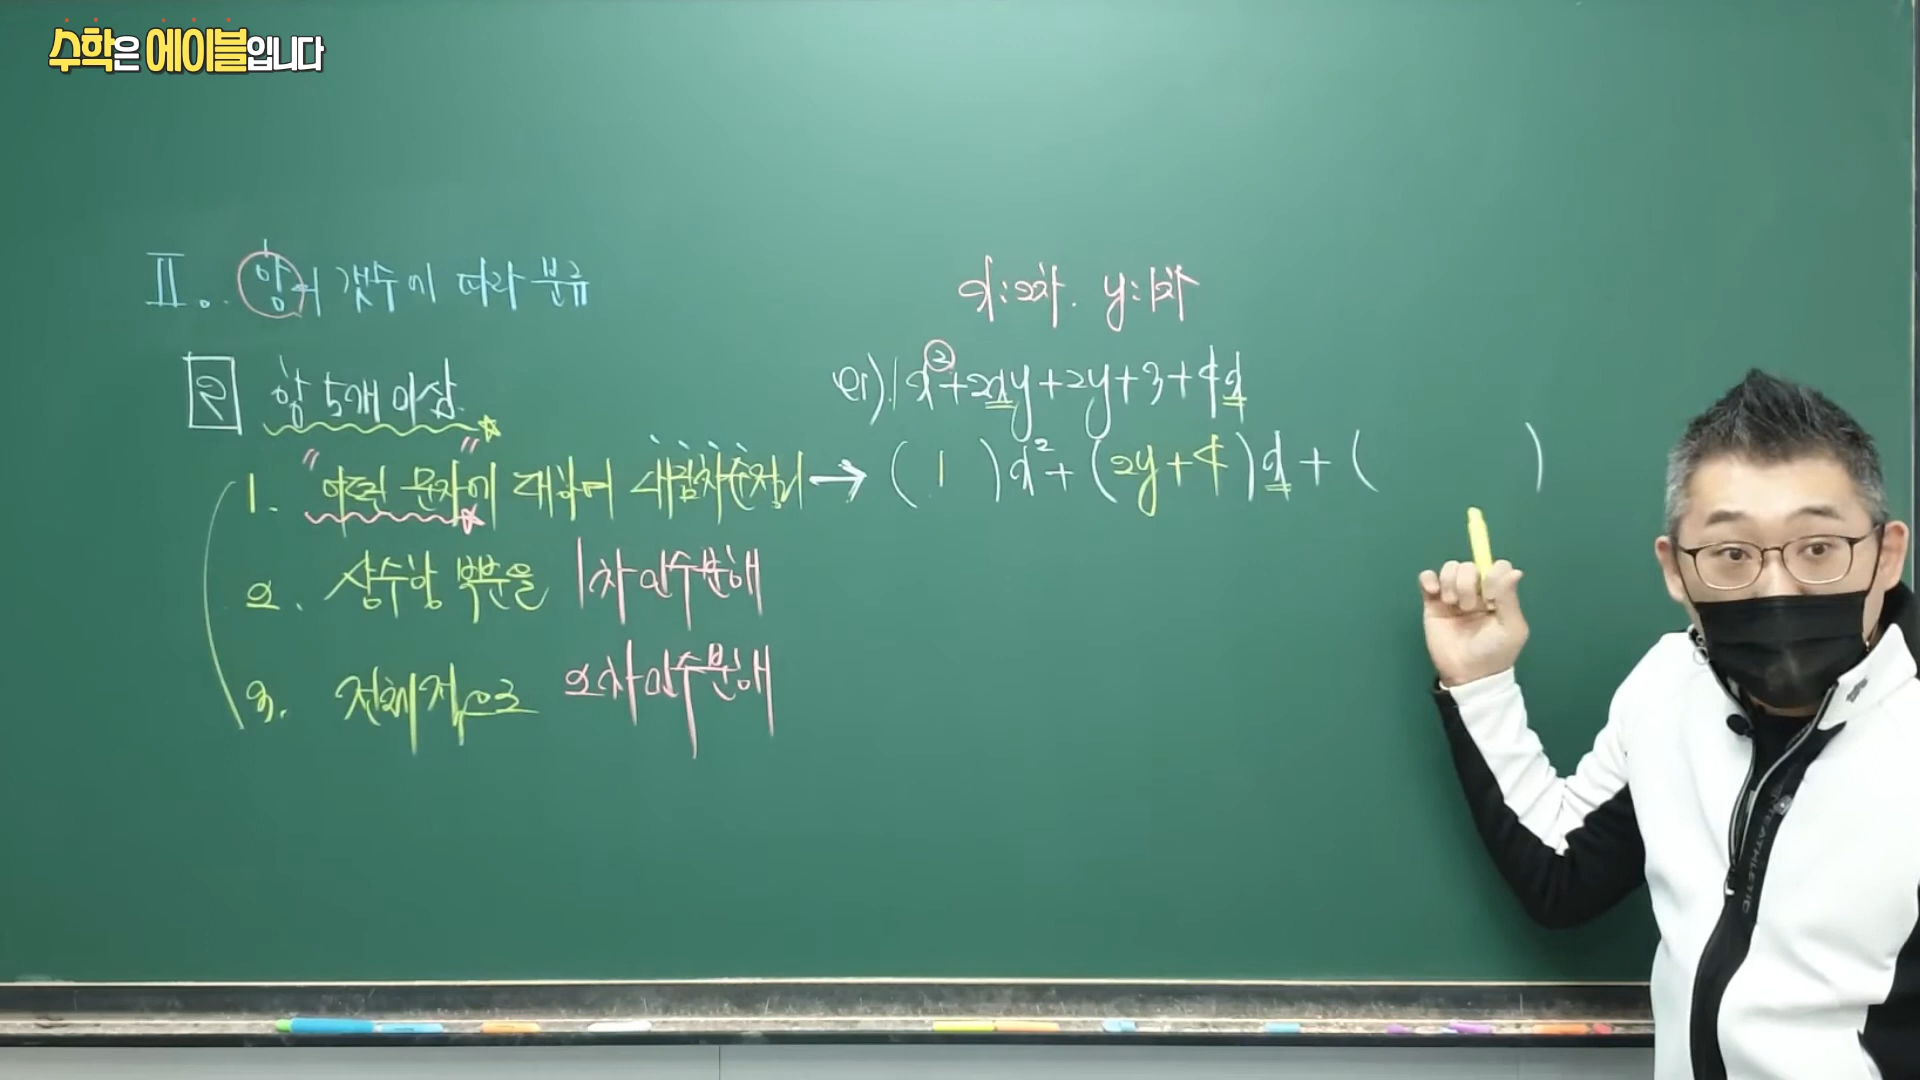 수학은 에이블입니다
Ⅱ. 항의 갯수에 따라 분류
2 항 5개 이상
1. "어떤 문자"에 대하여 내림차순정리 →
2. 상수항 부분을 1차 인수분해
3. 전체적으로 2차 인수분해
x:2차. y:1차
예) 1x²+2xy+2y+3+4x
( 1 )x²+(2y+4)x+( )